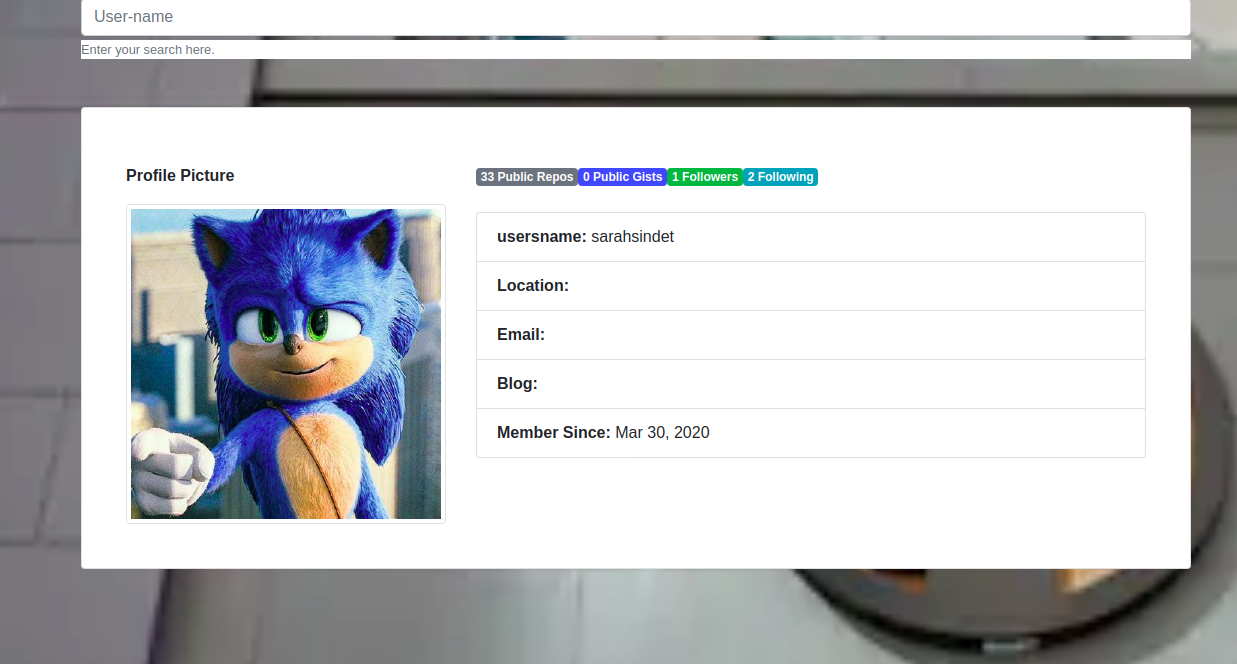 User-name
Enter your search here.
Profile Picture
33 Public Repos 0 Public Gists 1 Followers 2 Following
usersname: sarahsindet
Location:
Email:
Blog:
Member Since: Mar 30, 2020